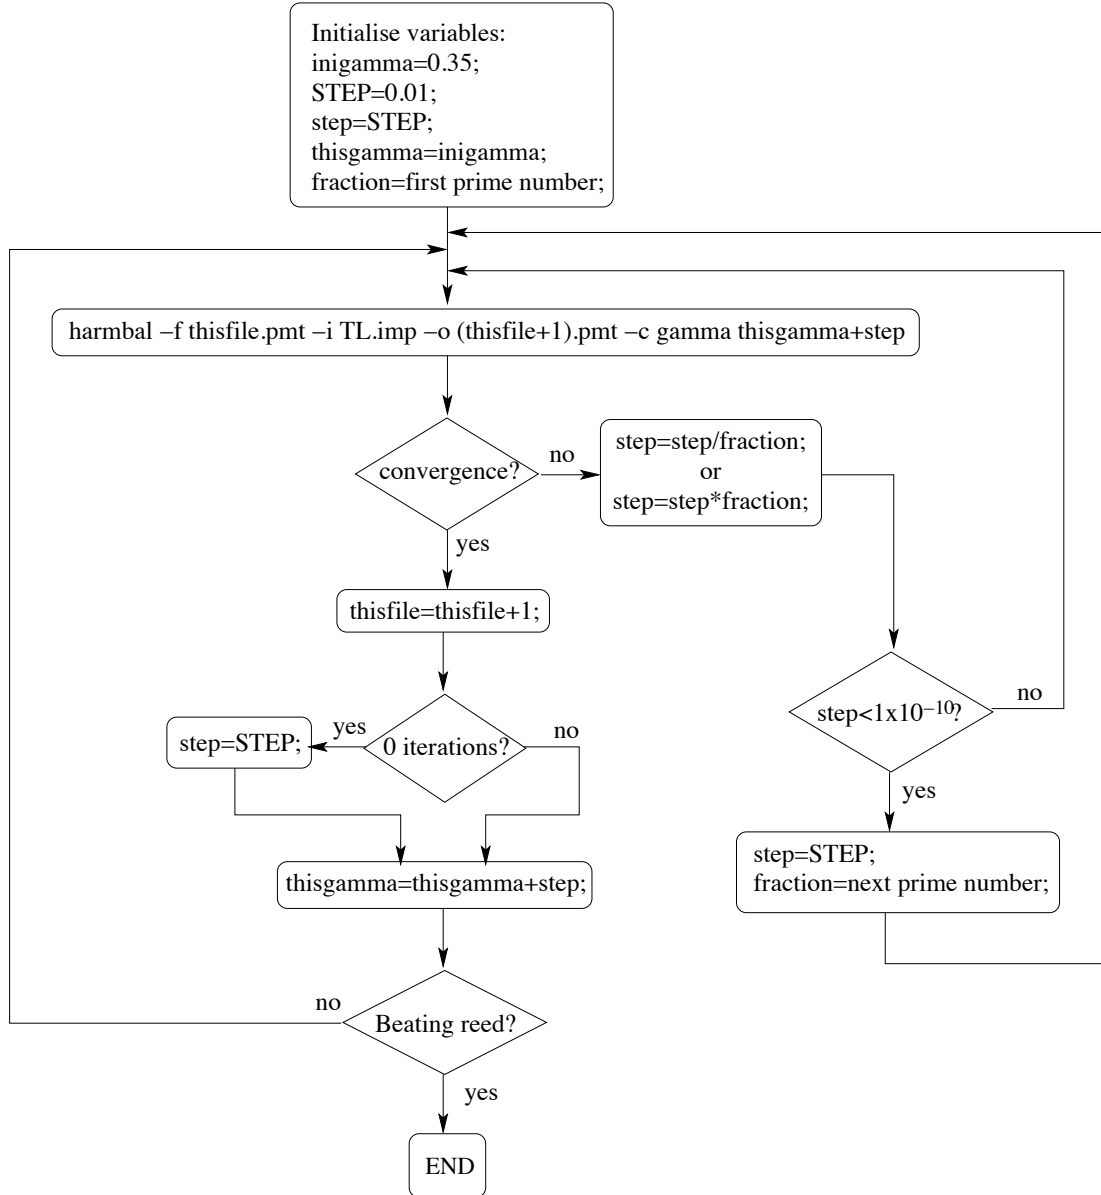 Initialise variables:
inigamma=0.35;
STEP=0.01;
step=STEP;
thisgamma=inigamma;
fraction=first prime number;
harmbal –f thisfile.pmt –i TL.imp –o (thisfile+1).pmt –c gamma thisgamma+step
convergence?
no
step=step/fraction;
or
step=step*fraction;
yes
thisfile=thisfile+1;
step<1x10⁻¹⁰?
no
yes
0 iterations?
yes
no
step=STEP;
step=STEP;
fraction=next prime number;
thisgamma=thisgamma+step;
Beating reed?
no
yes
END